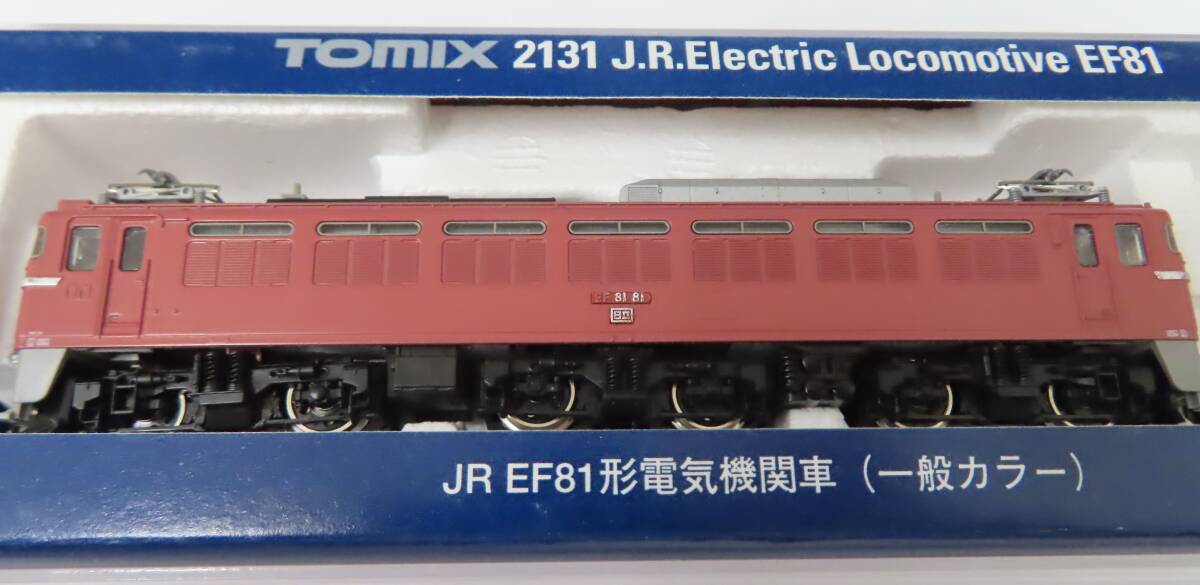 TOMIX 2131 J.R.Electric Locomotive EF81
EF 81 81
JR EF81形電気機関車（一般カラー）